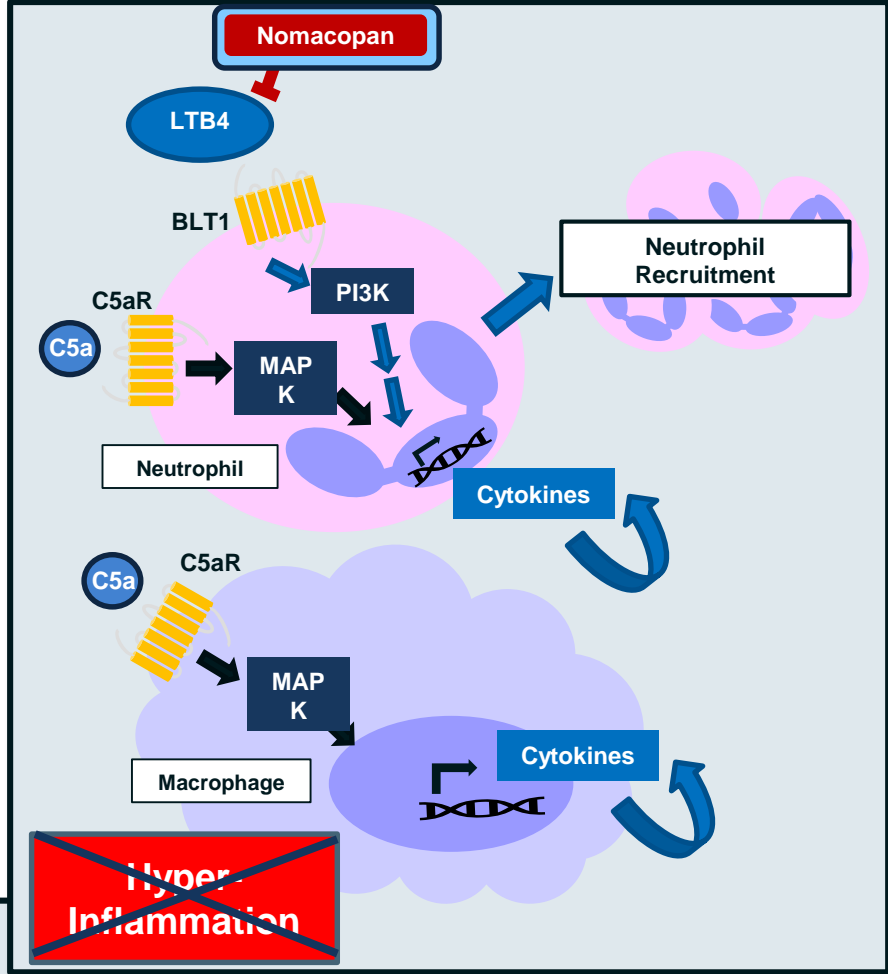 Nomacopan
LTB4
BLT1
PI3K
Neutrophil
Recruitment
C5aR
C5a
MAP
K
Neutrophil
Cytokines
C5aR
C5a
MAP
K
Macrophage
Cytokines
Hyper-
Inflammation